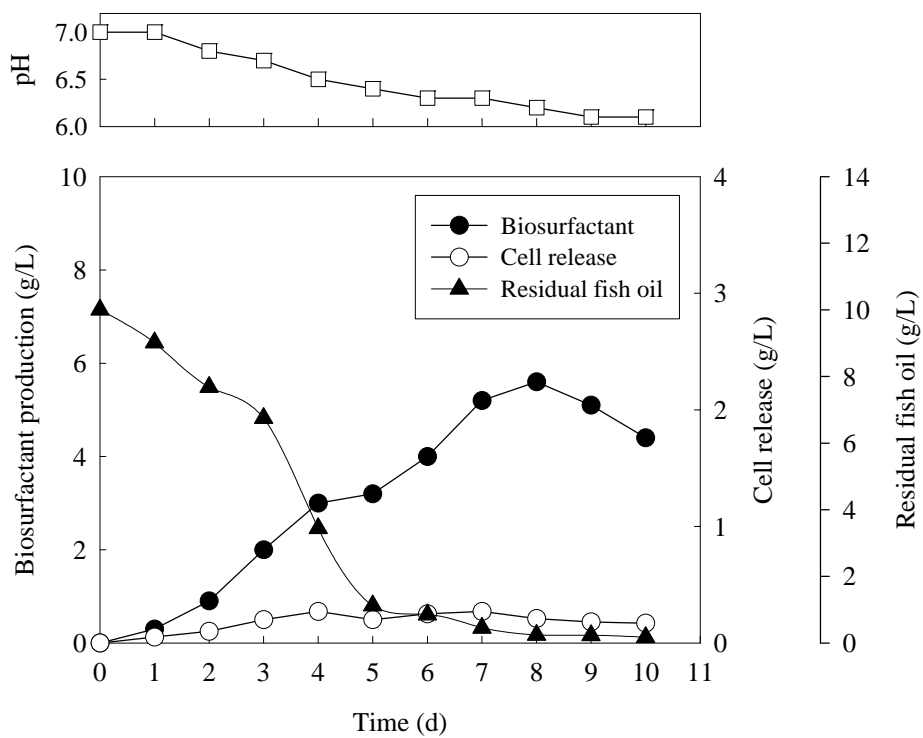 7.0
6.5
6.0
pH
10
8
6
4
2
0
Biosurfactant production (g/L)
Biosurfactant
Cell release
Residual fish oil
4
3
2
1
0
Cell release (g/L)
14
12
10
8
6
4
2
0
Residual fish oil (g/L)
0 1 2 3 4 5 6 7 8 9 10 11
Time (d)